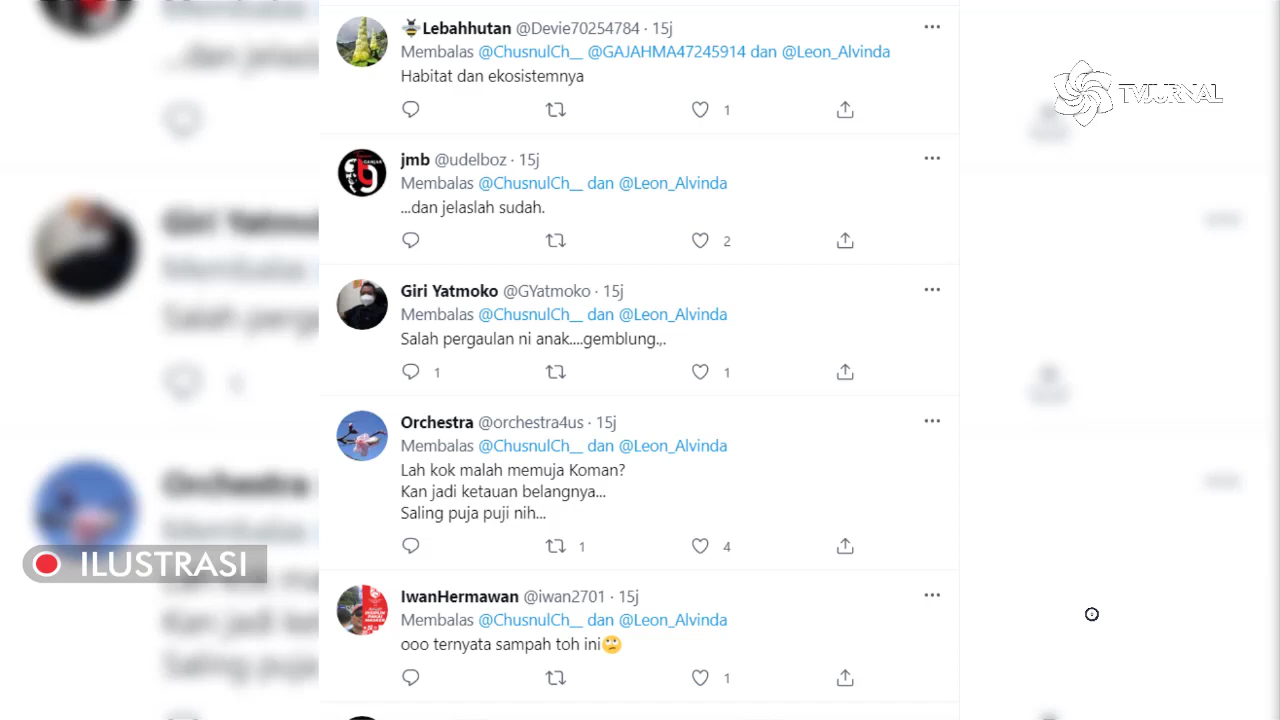 Lebahhutan @Devie70254784 · 15j
Membalas @ChusnulCh__ @GAJAHMA47245914 dan @Leon_Alvinda
Habitat dan ekosistemnya
1
TVJURNAL
jmb @udelboz · 15j
Membalas @ChusnulCh__ dan @Leon_Alvinda
...dan jelaslah sudah.
2
Giri Yatmoko @GYatmoko · 15j
Membalas @ChusnulCh__ dan @Leon_Alvinda
Salah pergaulan ni anak....gemblung.,.
1 1
Orchestra @orchestra4us · 15j
Membalas @ChusnulCh__ dan @Leon_Alvinda
Lah kok malah memuja Koman?
Kan jadi ketauan belangnya...
Saling puja puji nih...
1 4
ILUSTRASI
IwanHermawan @iwan2701 · 15j
Membalas @ChusnulCh__ dan @Leon_Alvinda
ooo ternyata sampah toh ini🙄
1